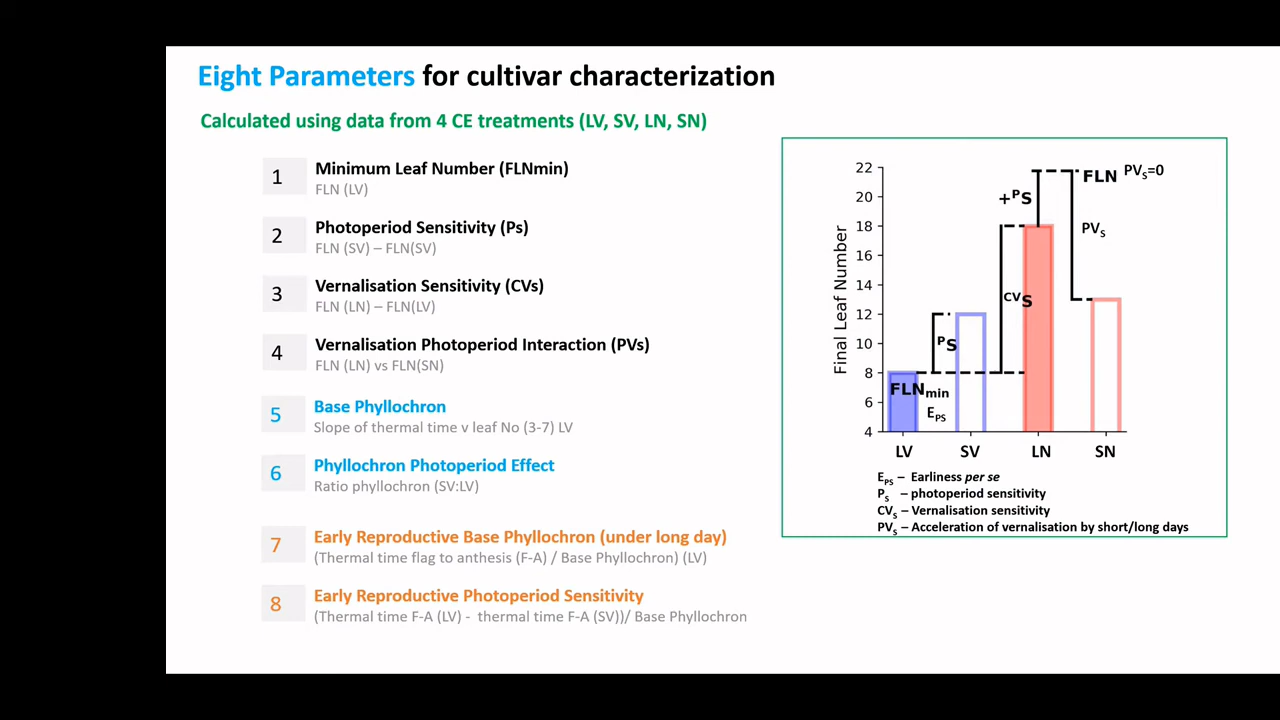 Eight Parameters for cultivar characterization
Calculated using data from 4 CE treatments (LV, SV, LN, SN)
1
Minimum Leaf Number (FLNmin)
FLN (LV)
2
Photoperiod Sensitivity (Ps)
FLN (SV) – FLN(SV)
3
Vernalisation Sensitivity (CVs)
FLN (LN) – FLN(LV)
4
Vernalisation Photoperiod Interaction (PVs)
FLN (LN) vs FLN(SN)
5
Base Phyllochron
Slope of thermal time v leaf No (3-7) LV
6
Phyllochron Photoperiod Effect
Ratio phyllochron (SV:LV)
7
Early Reproductive Base Phyllochron (under long day)
(Thermal time flag to anthesis (F-A) / Base Phyllochron) (LV)
8
Early Reproductive Photoperiod Sensitivity
(Thermal time F-A (LV) - thermal time F-A (SV))/ Base Phyllochron
Final Leaf Number
22
20
18
16
14
12
10
8
6
4
+PS
FLN PVs=0
PVs
CVS
PS
FLNmin
EPS
LV SV LN SN
EPS – Earliness per se
PS – photoperiod sensitivity
CVS – Vernalisation sensitivity
PVS – Acceleration of vernalisation by short/long days